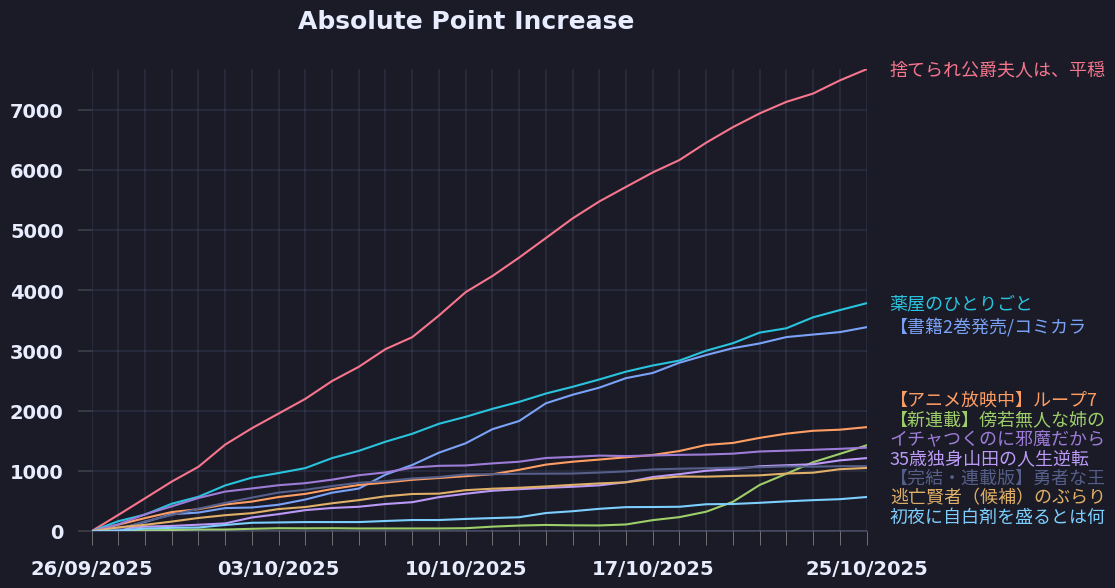 Absolute Point Increase
捨てられ公爵夫人は、平穏
7000
6000
5000
4000
薬屋のひとりごと
【書籍2巻発売/コミカラ
3000
【アニメ放映中】ループ7
2000
【新連載】傍若無人な姉の
イチャつくのに邪魔だから
35歳独身山田の人生逆転
1000
【完結・連載版】勇者な王
逃亡賢者（候補）のぶらり
初夜に自白剤を盛るとは何
0
26/09/2025 03/10/2025 10/10/2025 17/10/2025 25/10/2025